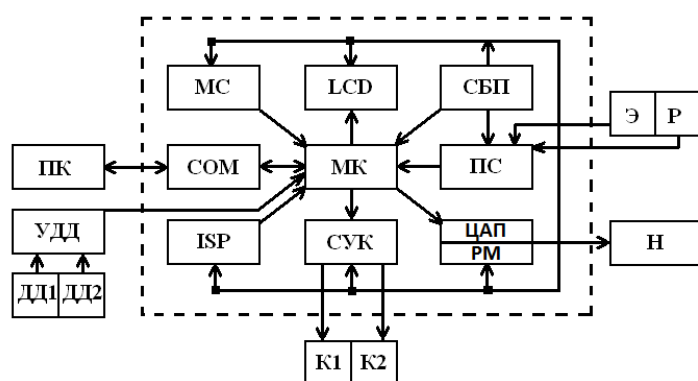 МС LCD СБП
Э Р
ПК COM МК ПС
УДД ISP СУК ЦАП Н
РМ
ДД1 ДД2
К1 К2